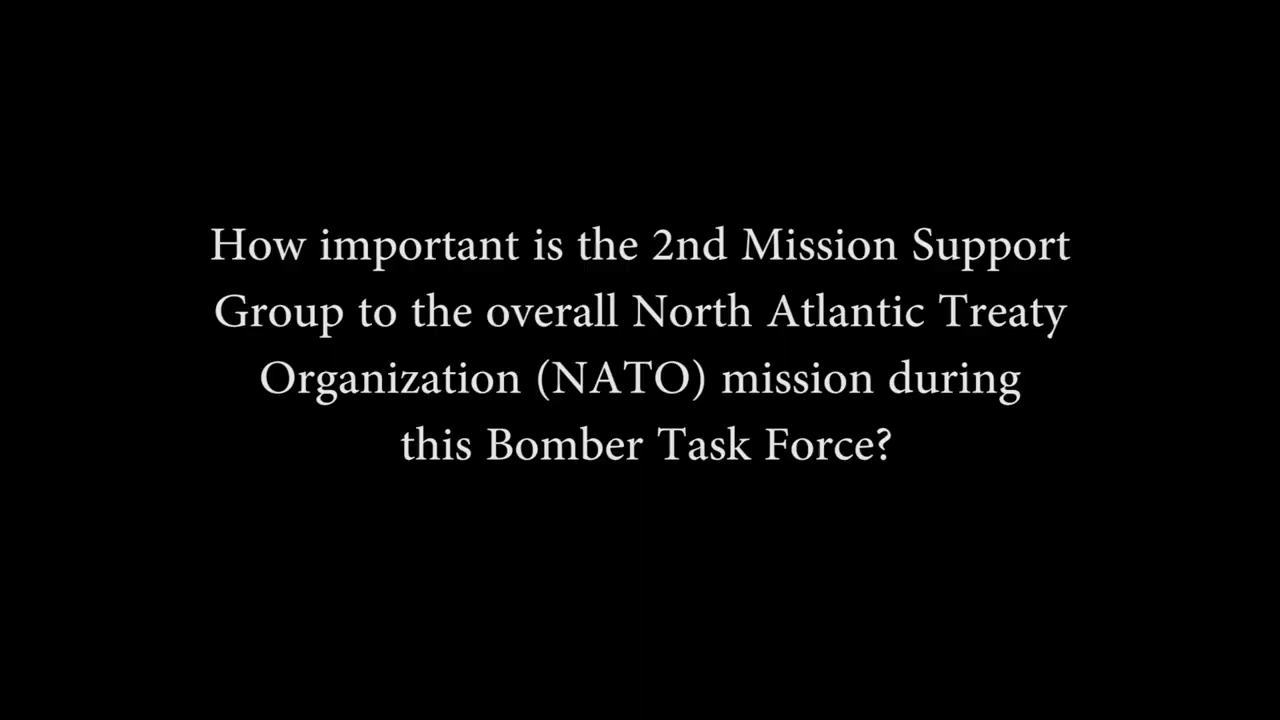 How important is the 2nd Mission Support
Group to the overall North Atlantic Treaty
Organization (NATO) mission during
this Bomber Task Force?